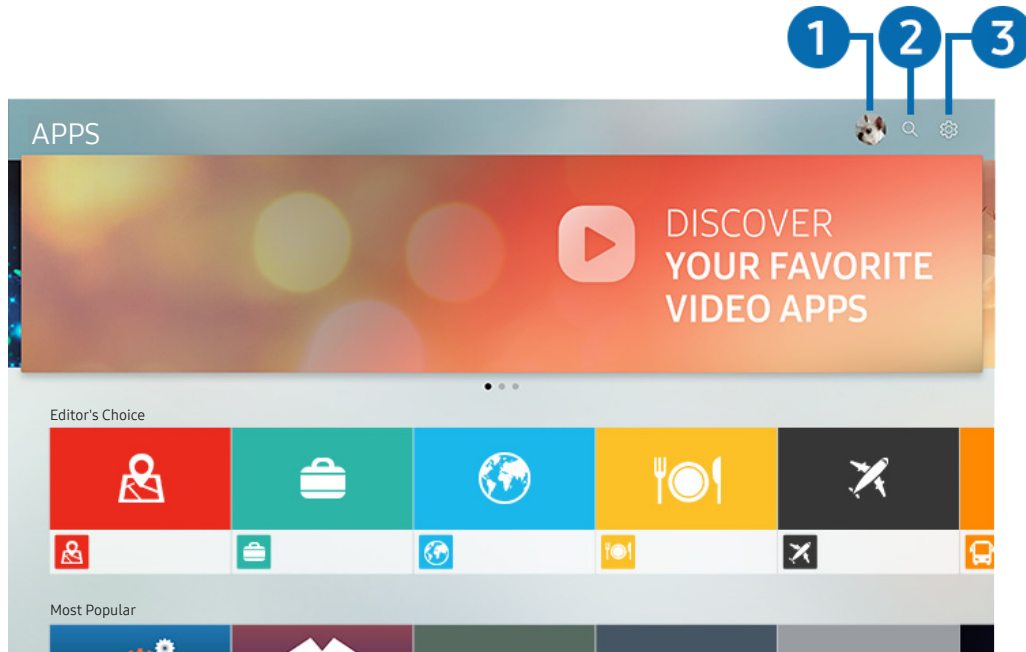 1 2 3
APPS
DISCOVER
YOUR FAVORITE
VIDEO APPS
Editor's Choice
Most Popular